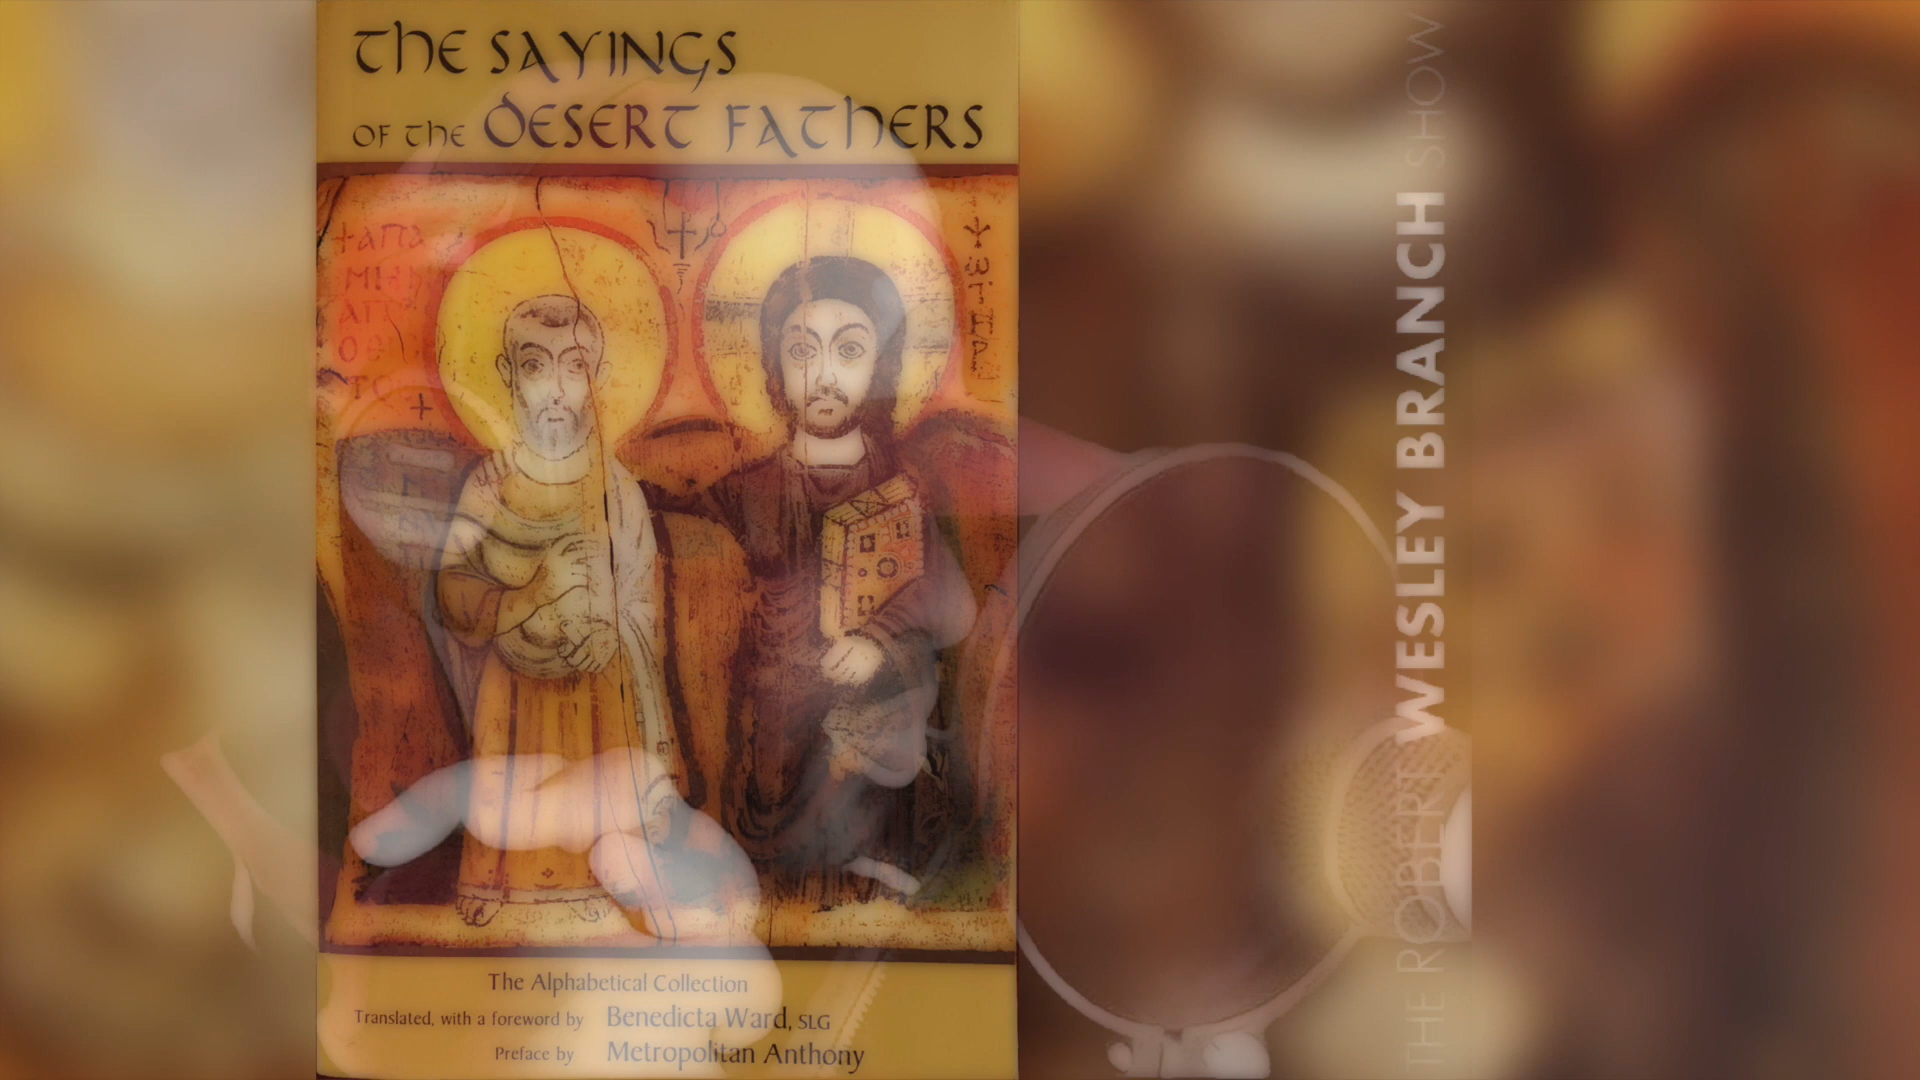 The Sayings
of the Desert Fathers
The Alphabetical Collection
Translated, with a foreword by Benedicta Ward, SLG
Preface by Metropolitan Anthony
THE ROBERT WESLEY BRANCH SHOW